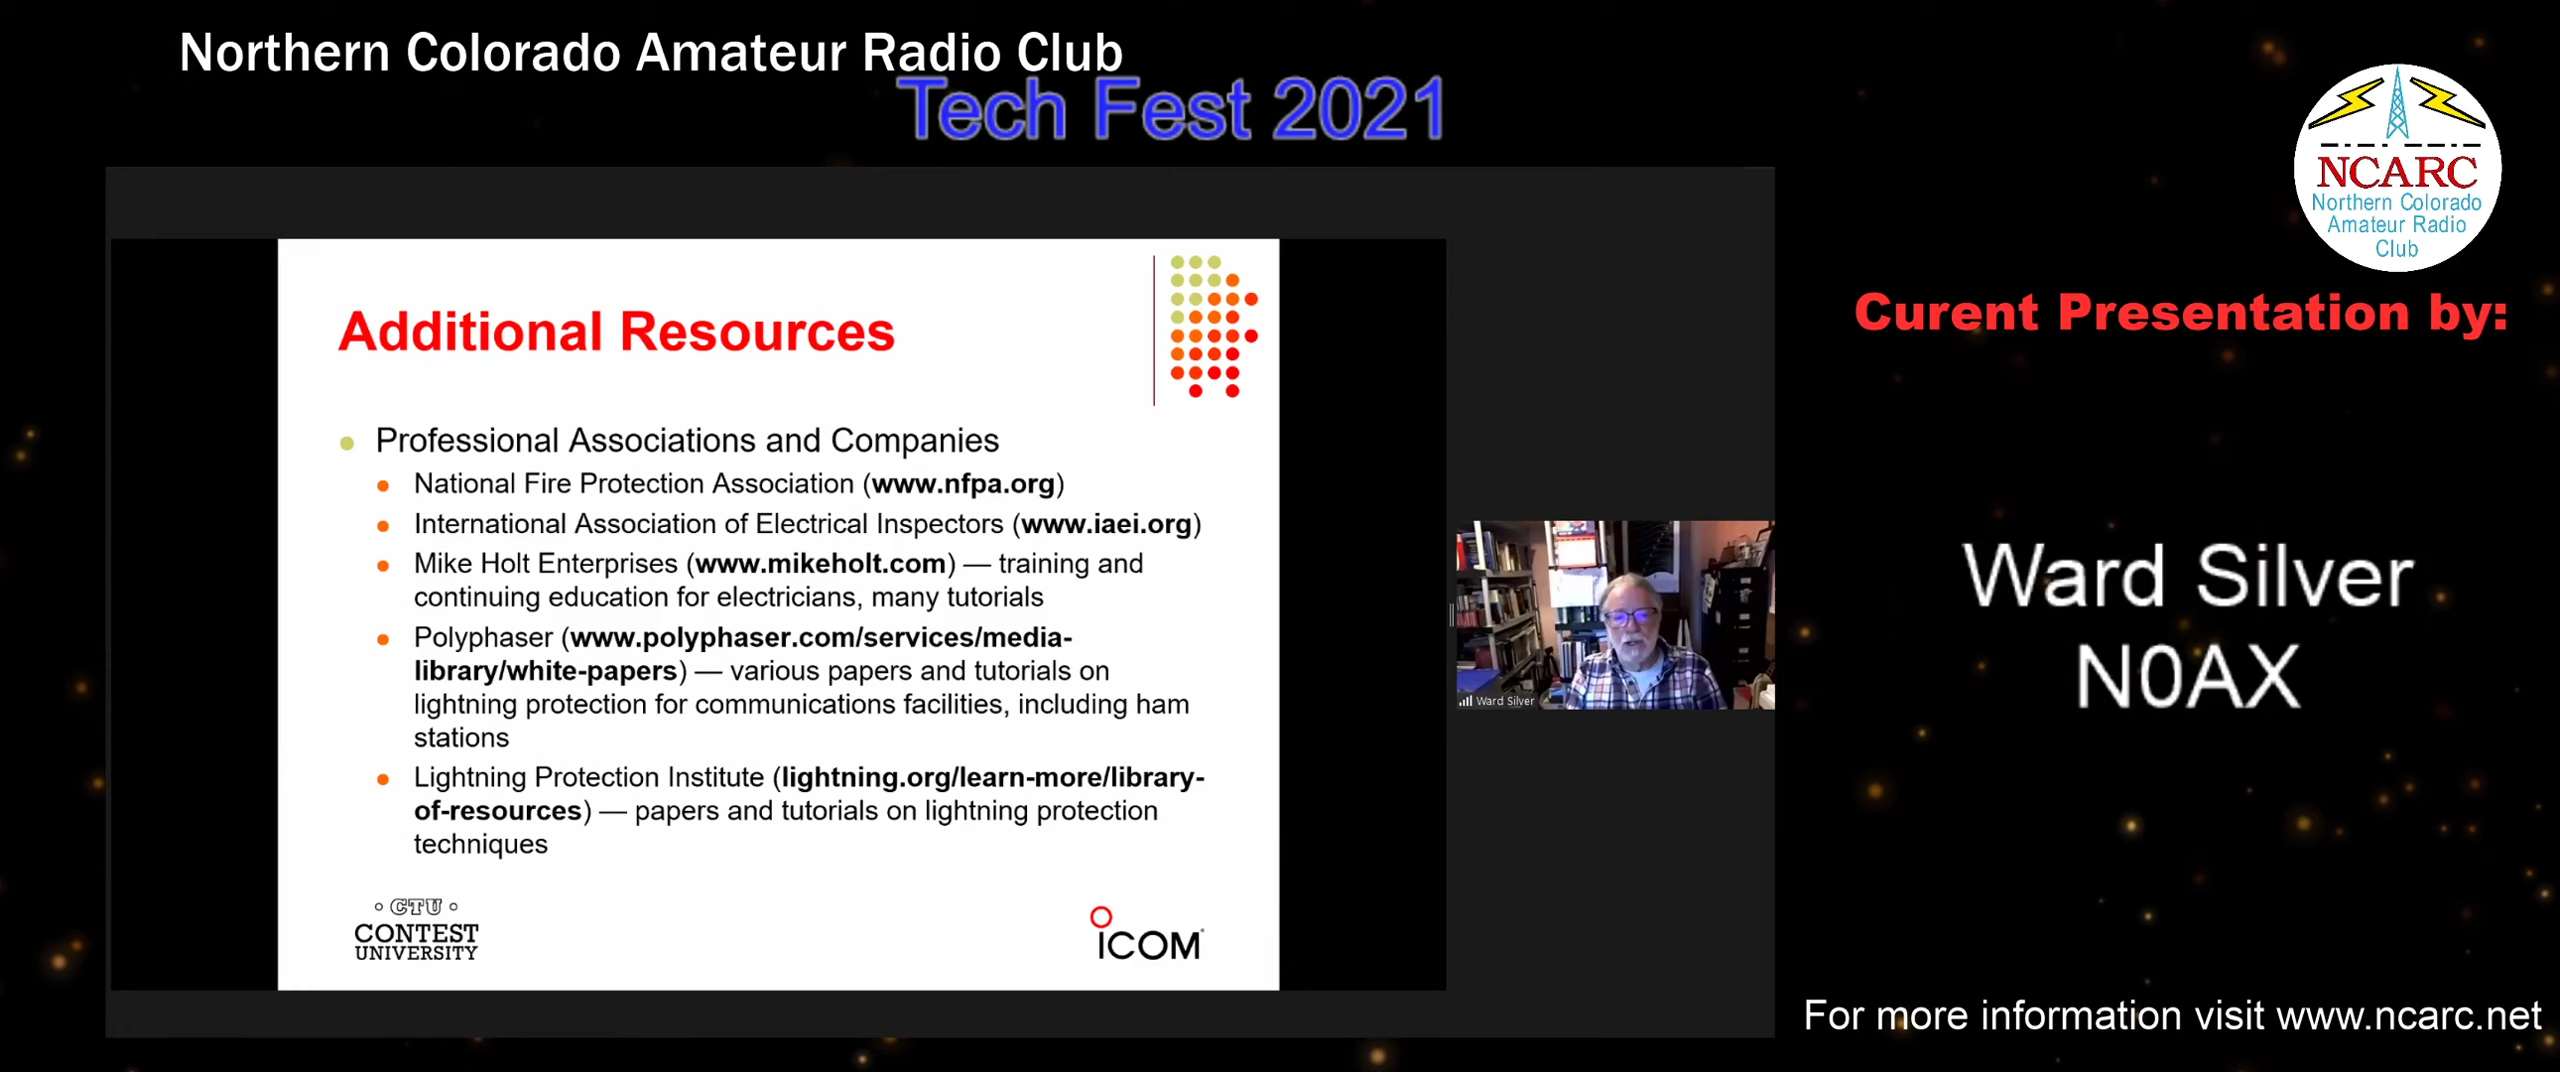 Northern Colorado Amateur Radio Club
Tech Fest 2021
NCARC
Northern Colorado
Amateur Radio
Club
Curent Presentation by:
Additional Resources
Professional Associations and Companies
National Fire Protection Association (www.nfpa.org)
International Association of Electrical Inspectors (www.iaei.org)
Mike Holt Enterprises (www.mikeholt.com) — training and
continuing education for electricians, many tutorials
Polyphaser (www.polyphaser.com/services/media-
library/white-papers) — various papers and tutorials on
lightning protection for communications facilities, including ham
stations
Lightning Protection Institute (lightning.org/learn-more/library-
of-resources) — papers and tutorials on lightning protection
techniques
CTU
CONTEST
UNIVERSITY
ICOM
Ward Silver
Ward Silver
N0AX
For more information visit www.ncarc.net